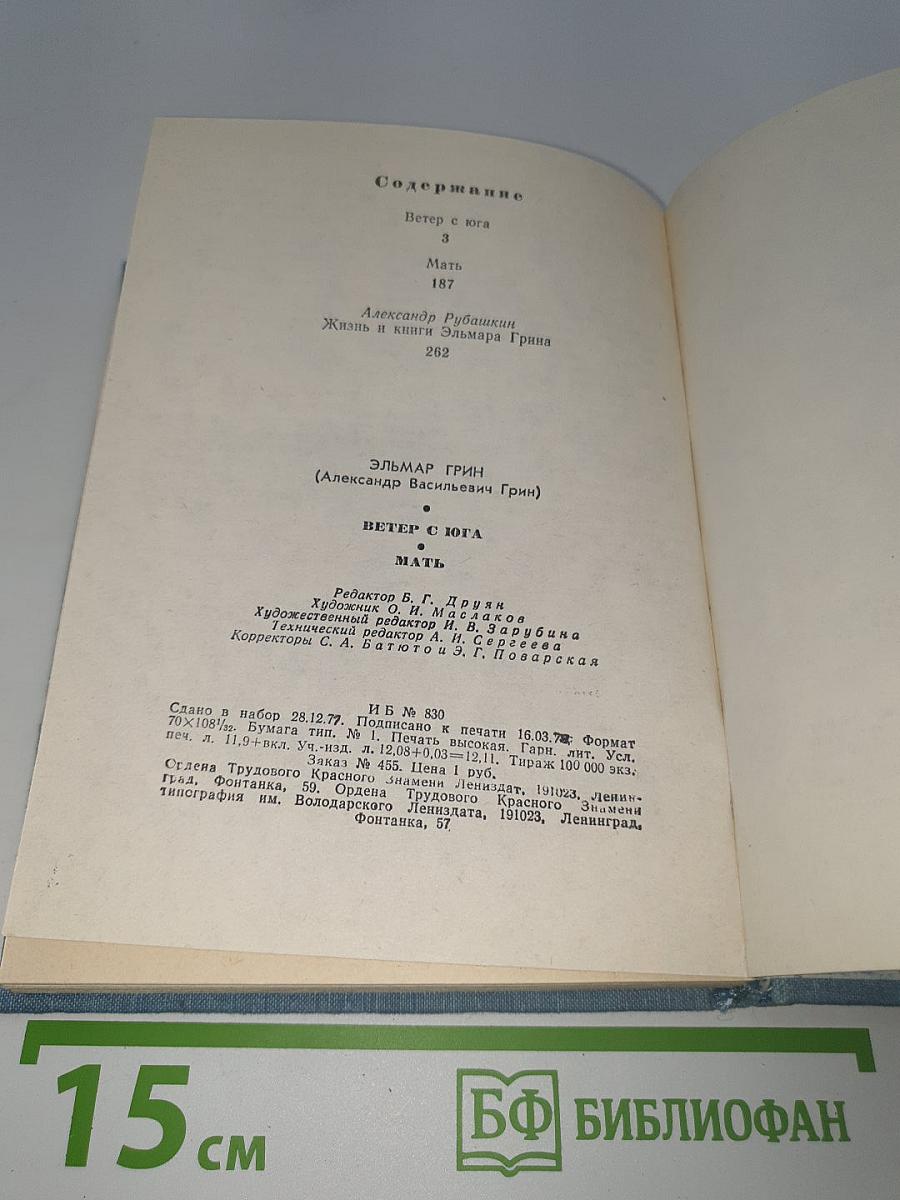 Содержание
Ветер с юга
3
Мать
187
Александр Рубашкин
Жизнь и книги Эльмара Грина
262
ЭЛЬМАР ГРИН
(Александр Васильевич Грин)
•
ВЕТЕР С ЮГА
•
МАТЬ
Редактор Б. Г. Друян
Художник О. И. Маслаков
Художественный редактор И. В. Зарубина
Технический редактор А. И. Сергеева
Корректоры С. А. Батюто и Э. Г. Поварская
ИБ № 830
Сдано в набор 28.12.77. Подписано к печати 16.03.78. Формат
70×108¹/₃₂. Бумага тип. № 1. Печать высокая. Гарн. лит. Усл.
печ. л. 11,9+вкл. Уч.-изд. л. 12,08+0,03=12,11. Тираж 100 000 экз.
Заказ № 455. Цена 1 руб.
Ордена Трудового Красного Знамени Лениздат, 191023, Ленин-
град, Фонтанка, 59. Ордена Трудового Красного Знамени
типография им. Володарского Лениздата, 191023, Ленинград,
Фонтанка, 57
15 см
БФ БИБЛИОФАН